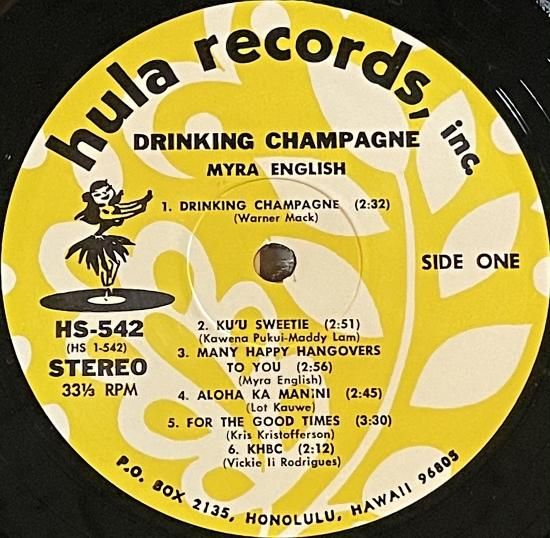 hula records, inc.
DRINKING CHAMPAGNE
MYRA ENGLISH
1. DRINKING CHAMPAGNE (2:32)
(Warner Mack)
SIDE ONE
HS-542
(HS 1-542)
STEREO
33⅓ RPM
2. KU'U SWEETIE (2:51)
(Kawena Pukui-Maddy Lam)
3. MANY HAPPY HANGOVERS
TO YOU (2:56)
(Myra English)
4. ALOHA KA MANINI (2:45)
(Lot Kauwe)
5. FOR THE GOOD TIMES (3:30)
(Kris Kristofferson)
6. KHBC (2:12)
(Vickie Ii Rodrigues)
P.O. BOX 2135, HONOLULU, HAWAII 96805